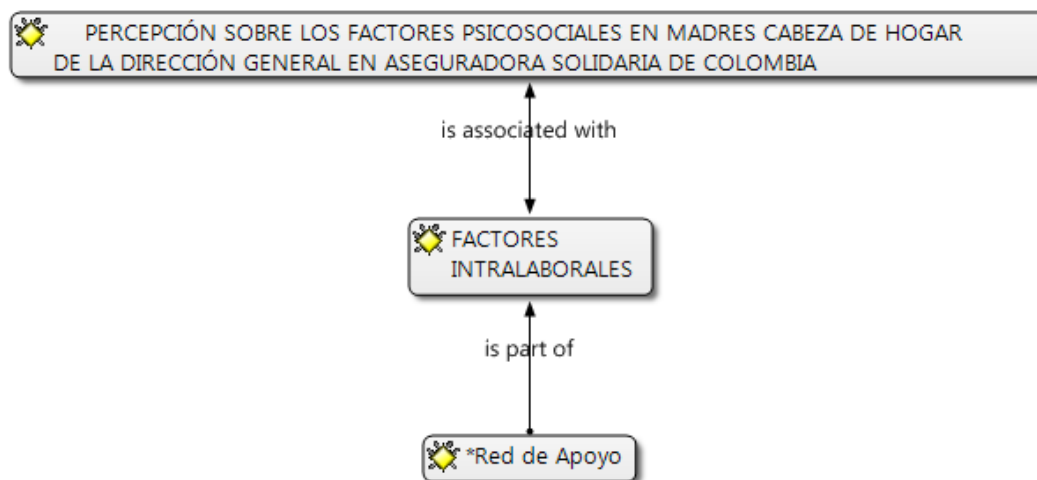 PERCEPCIÓN SOBRE LOS FACTORES PSICOSOCIALES EN MADRES CABEZA DE HOGAR
DE LA DIRECCIÓN GENERAL EN ASEGURADORA SOLIDARIA DE COLOMBIA
is associated with
FACTORES
INTRALABORALES
is part of
*Red de Apoyo